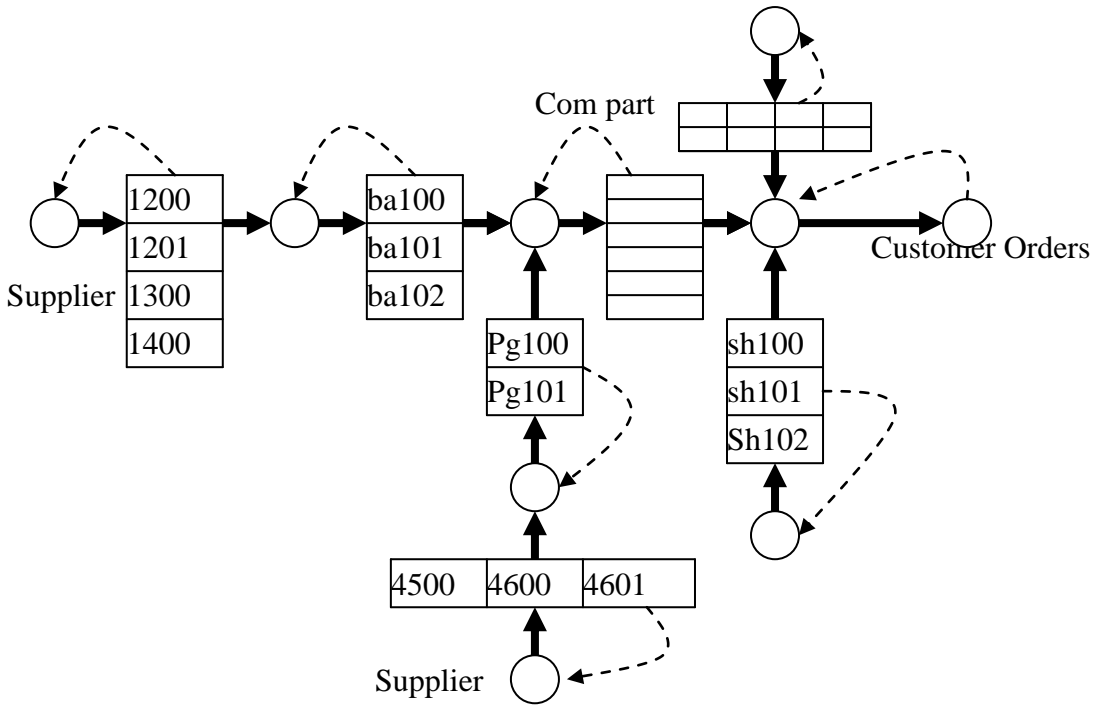 Com part
1200
1201
1300
1400
ba100
ba101
ba102
Customer Orders
Supplier
Pg100
Pg101
sh100
sh101
Sh102
4500 4600 4601
Supplier